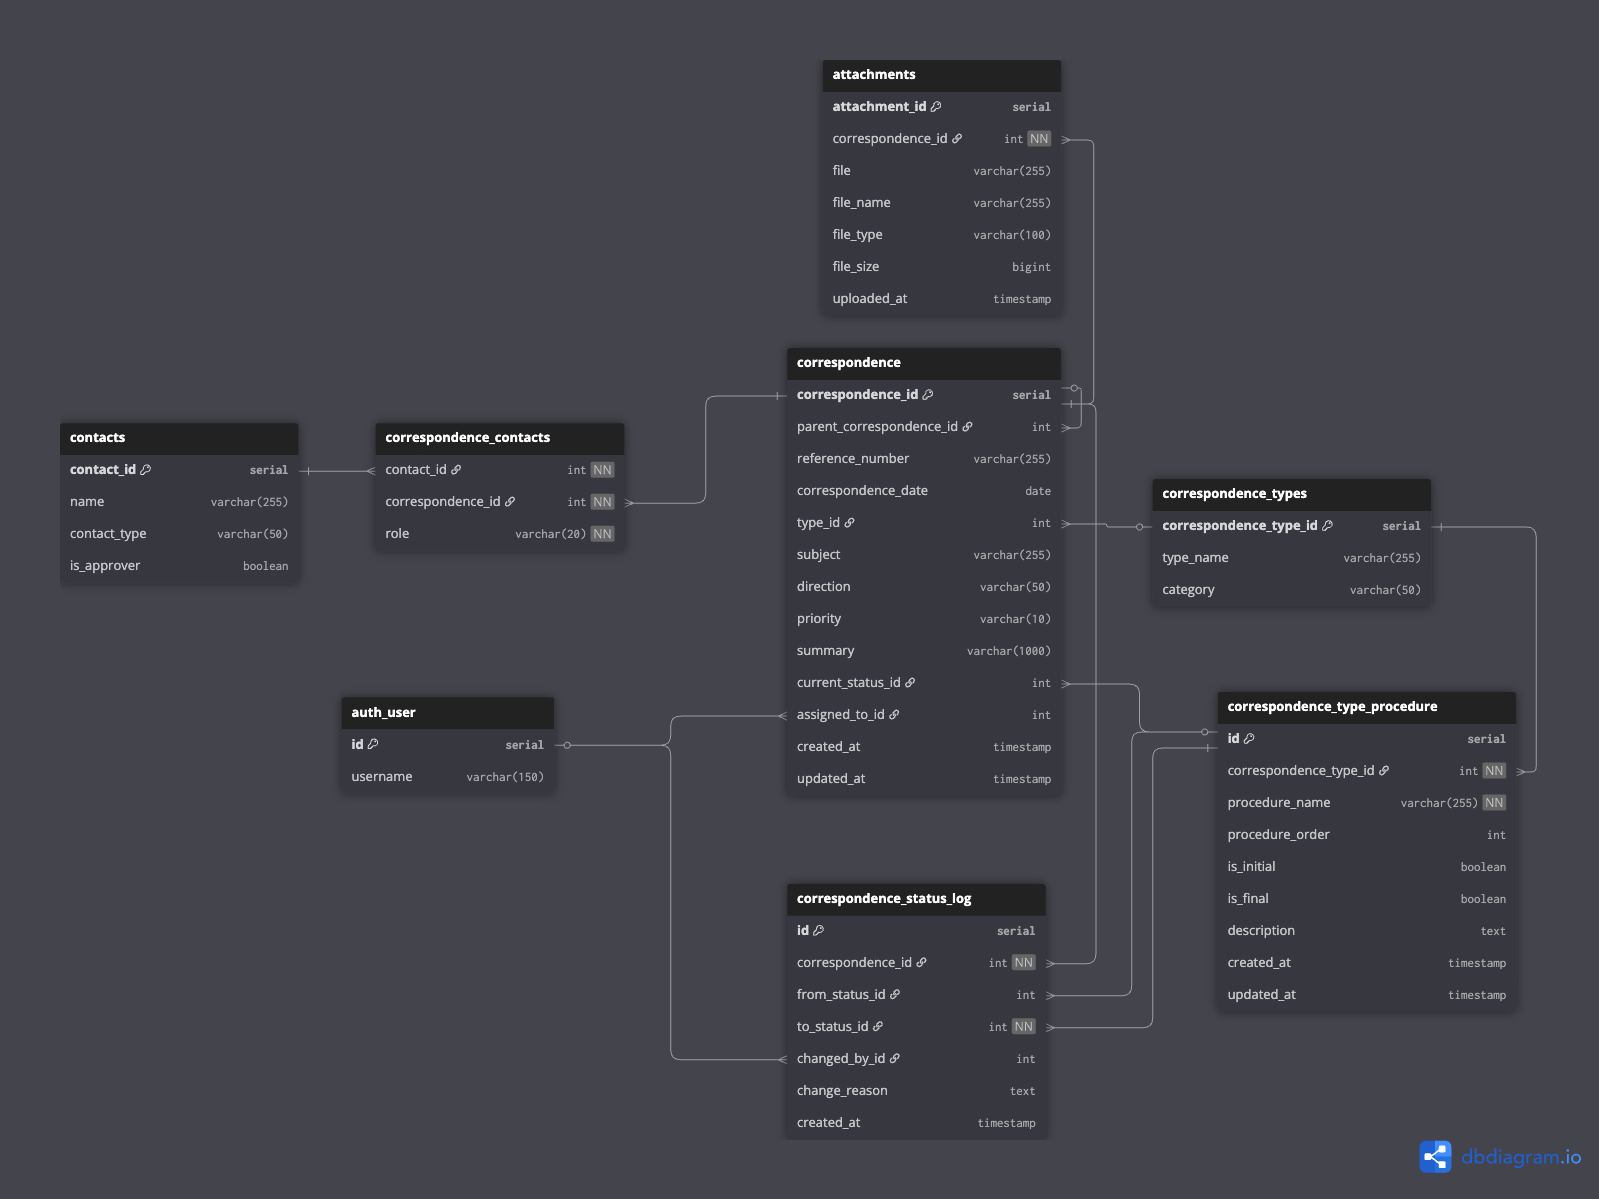 attachments
attachment_id serial
correspondence_id int NN
file varchar(255)
file_name varchar(255)
file_type varchar(100)
file_size bigint
uploaded_at timestamp
correspondence
correspondence_id serial
parent_correspondence_id int
reference_number varchar(255)
correspondence_date date
type_id int
subject varchar(255)
direction varchar(50)
priority varchar(10)
summary varchar(1000)
current_status_id int
assigned_to_id int
created_at timestamp
updated_at timestamp
contacts
contact_id serial
name varchar(255)
contact_type varchar(50)
is_approver boolean
correspondence_contacts
contact_id int NN
correspondence_id int NN
role varchar(20) NN
correspondence_types
correspondence_type_id serial
type_name varchar(255)
category varchar(50)
auth_user
id serial
username varchar(150)
correspondence_type_procedure
id serial
correspondence_type_id int NN
procedure_name varchar(255) NN
procedure_order int
is_initial boolean
is_final boolean
description text
created_at timestamp
updated_at timestamp
correspondence_status_log
id serial
correspondence_id int NN
from_status_id int
to_status_id int NN
changed_by_id int
change_reason text
created_at timestamp
dbdiagram.io